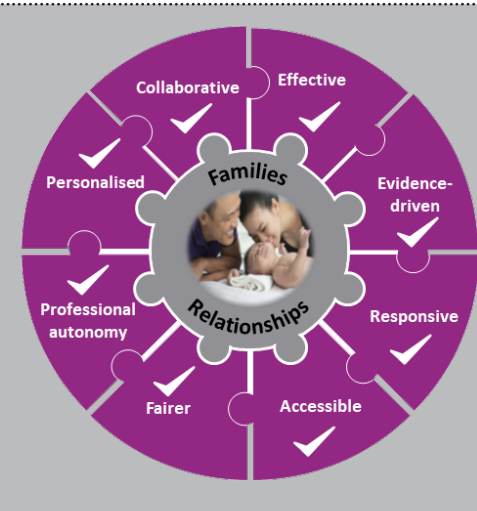 Collaborative
Effective
Personalised
Families
Evidence-
driven
Professional
autonomy
Relationships
Responsive
Fairer
Accessible